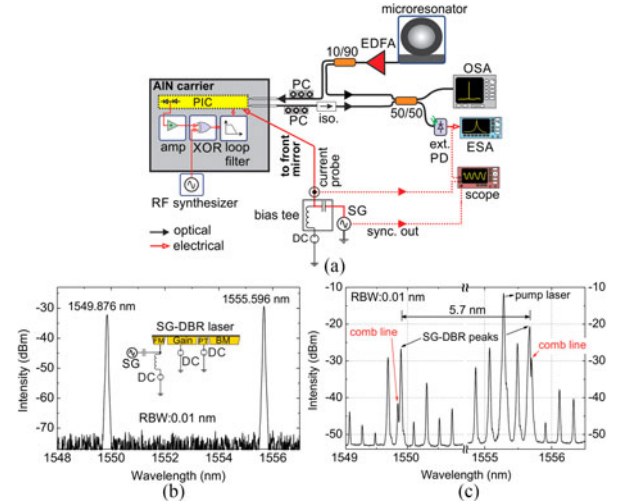 microresonator
EDFA
10/90
OSA
AlN carrier
PC
PIC
PC
iso.
50/50
ext.
PD
ESA
amp
XOR
loop
filter
to front
mirror
current
probe
scope
RF synthesizer
bias tee
SG
DC
sync. out
optical
electrical
(a)
1549.876 nm
1555.596 nm
SG-DBR laser
FM
Gain
PT
BM
SG
DC
DC
DC
RBW:0.01 nm
Intensity (dBm)
-30
-40
-50
-60
-70
1548
1550
1552
1554
1556
Wavelength (nm)
(b)
RBW:0.01 nm
pump laser
5.7 nm
comb line
SG-DBR peaks
comb line
Intensity (dBm)
-10
-20
-30
-40
-50
-10
-20
-30
-40
-50
1549
1550
1555
1556
Wavelength (nm)
(c)